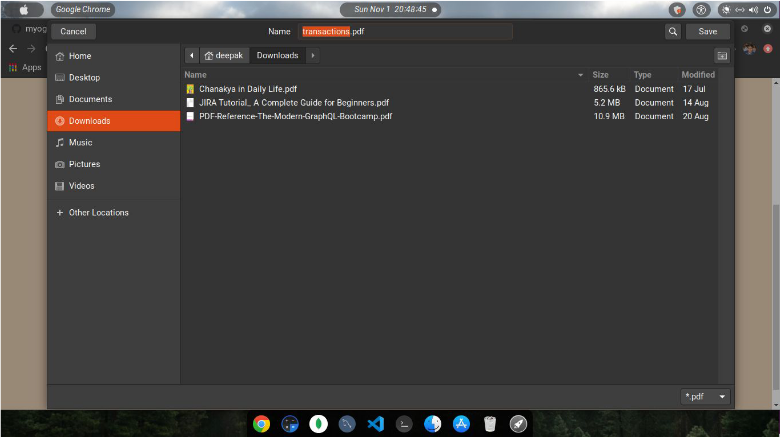 Google Chrome
Sun Nov 1 20:48:45
myog
Apps
Cancel
Name
transactions.pdf
Save
Home
Desktop
Documents
Downloads
Music
Pictures
Videos
+ Other Locations
deepak
Downloads
Name Size Type Modified
Chanakya in Daily Life.pdf 865.6 kB Document 17 Jul
JIRA Tutorial_ A Complete Guide for Beginners.pdf 5.2 MB Document 14 Aug
PDF-Reference-The-Modern-GraphQL-Bootcamp.pdf 10.9 MB Document 20 Aug
*.pdf